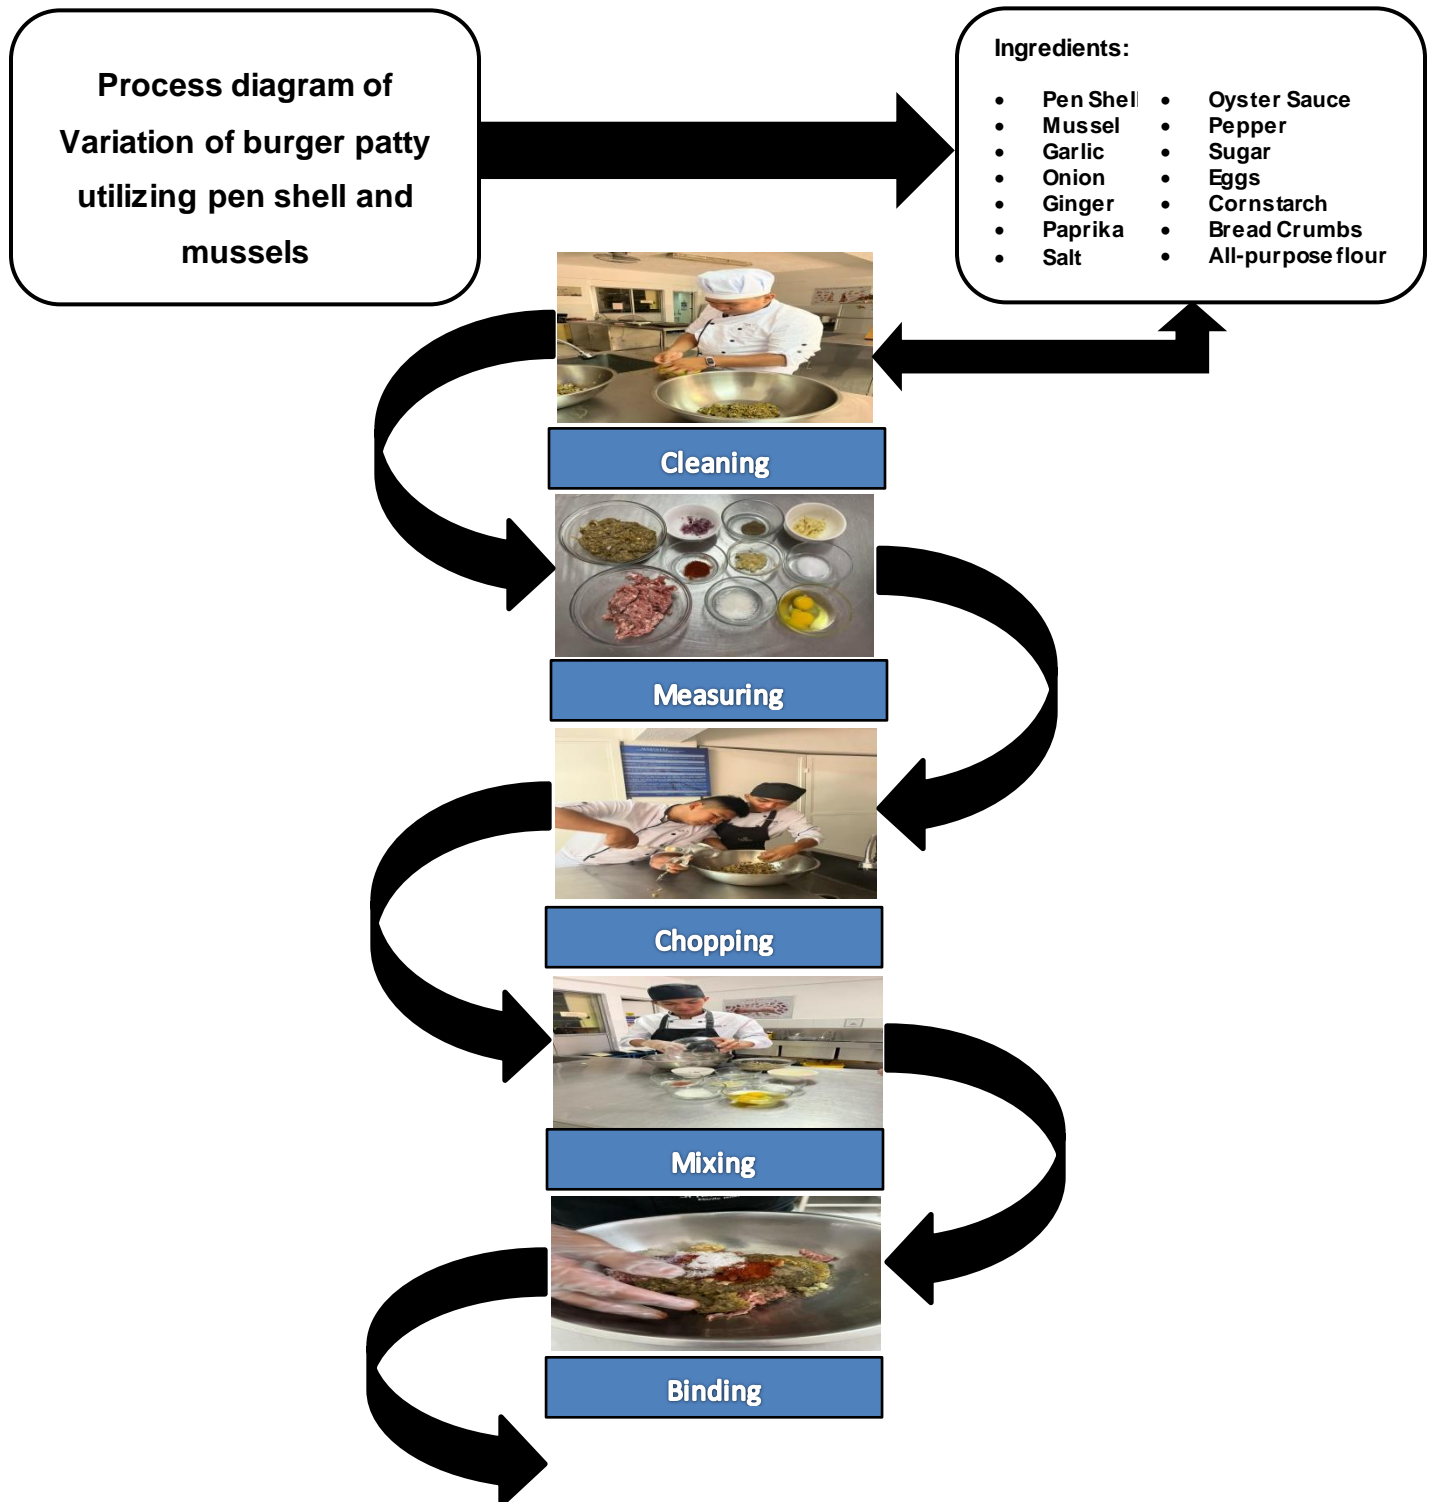 Process diagram of
Variation of burger patty
utilizing pen shell and
mussels
Ingredients:
• Pen Shell
• Mussel
• Garlic
• Onion
• Ginger
• Paprika
• Salt
• Oyster Sauce
• Pepper
• Sugar
• Eggs
• Cornstarch
• Bread Crumbs
• All-purpose flour
Cleaning
Measuring
Chopping
Mixing
Binding